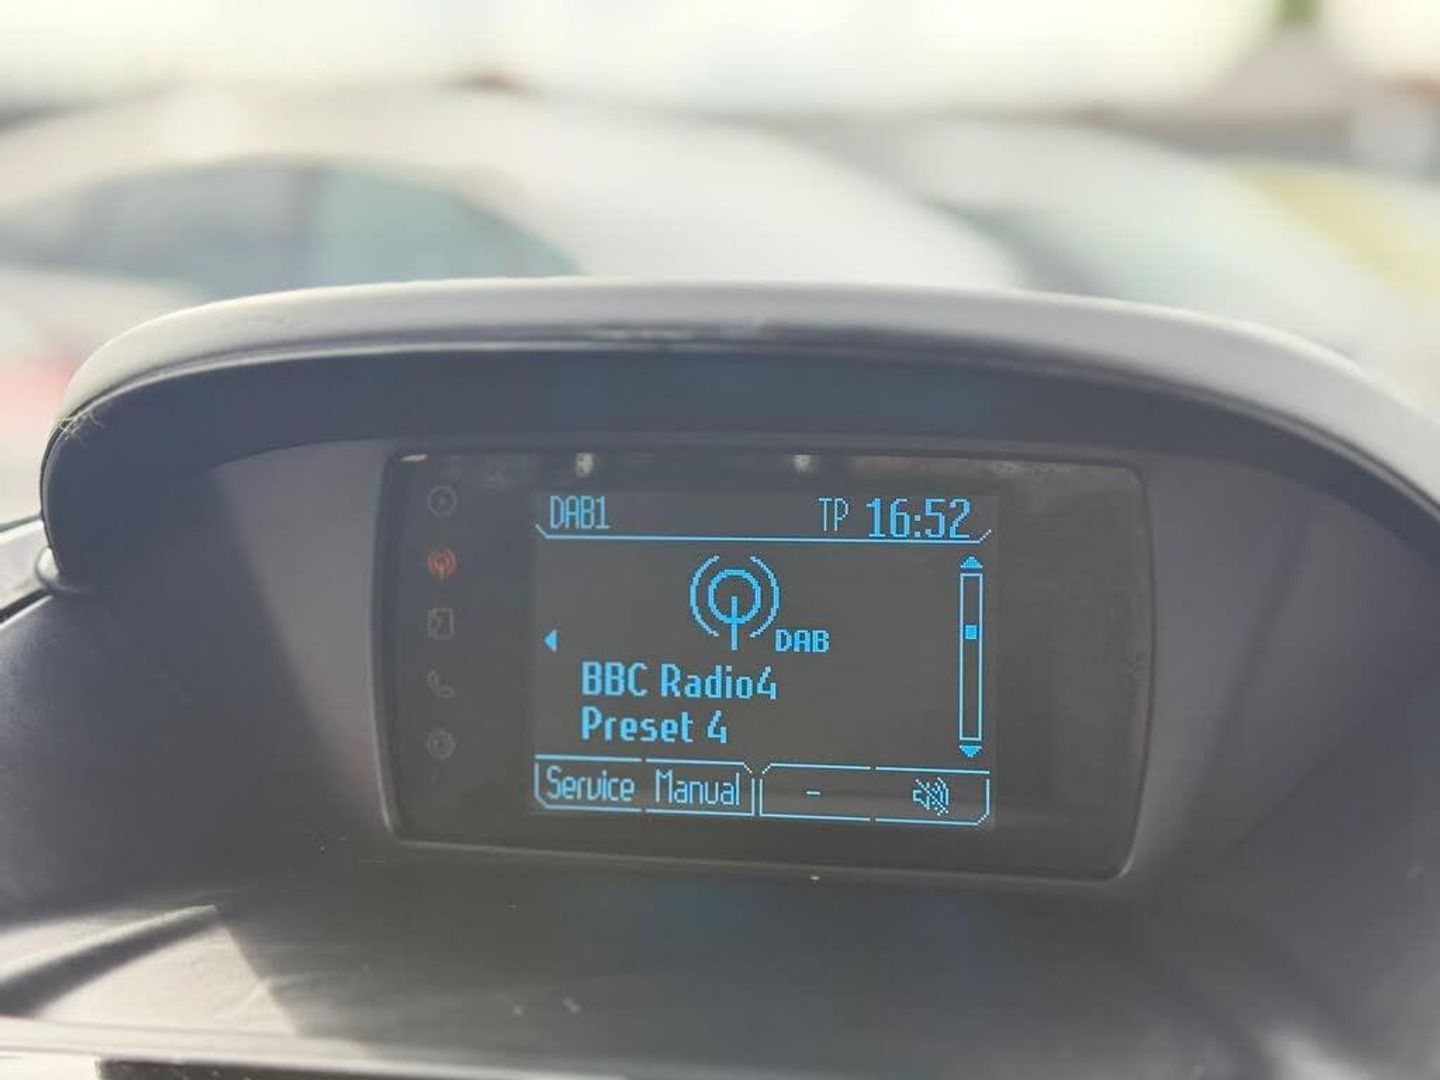 DAB1 TP 16:52
DAB
BBC Radio4
Preset 4
Service Manual -